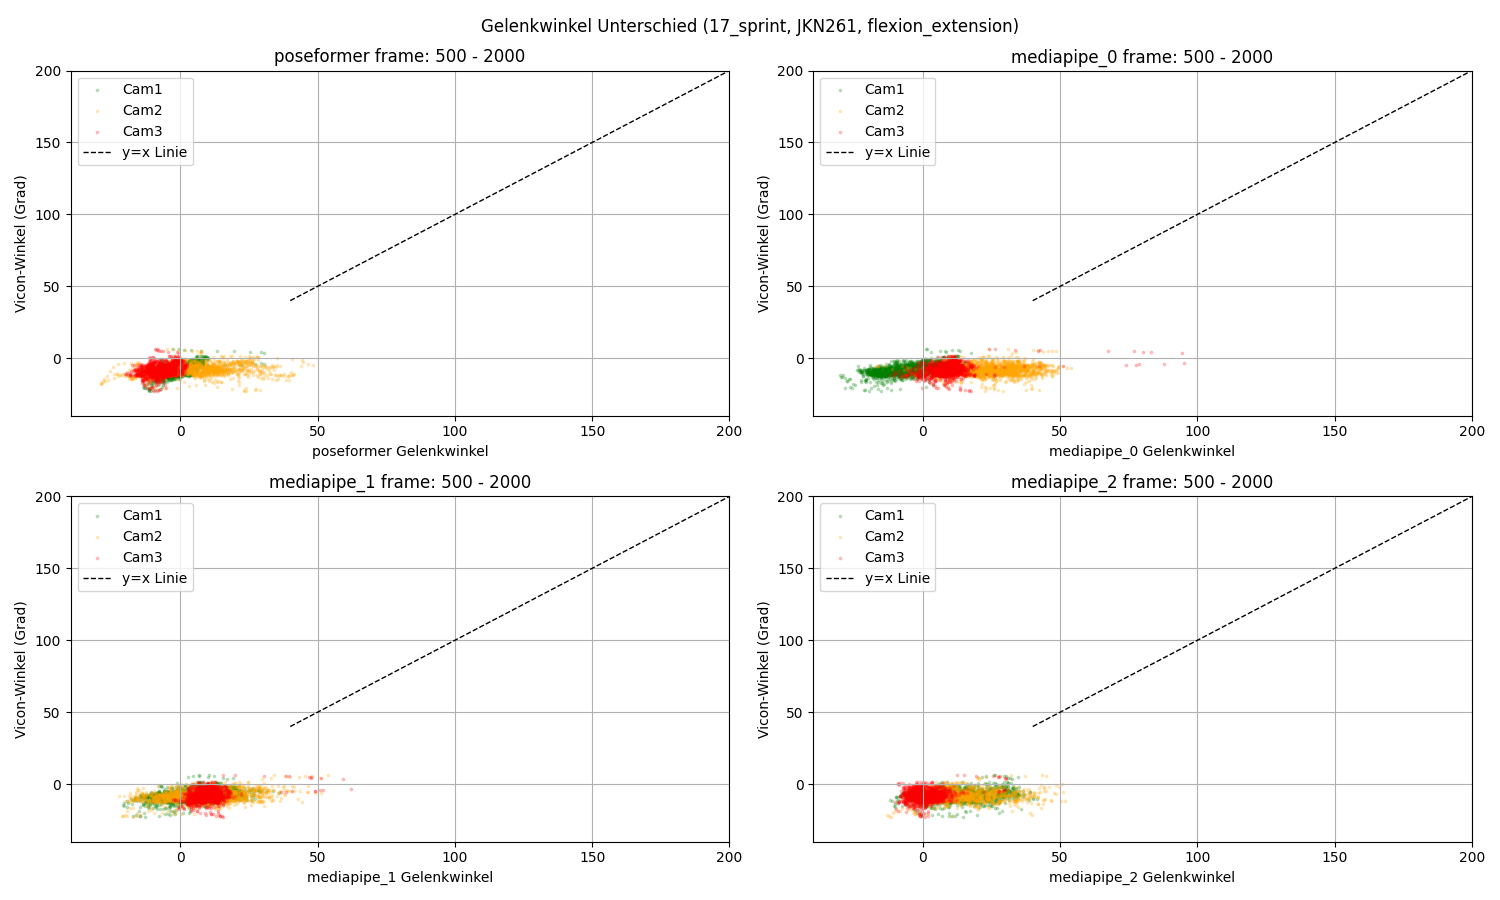 Gelenkwinkel Unterschied (17_sprint, JKN261, flexion_extension)
poseformer frame: 500 - 2000
200
150
100
50
0
Vicon-Winkel (Grad)
Cam1
Cam2
Cam3
y=x Linie
0 50 100 150 200
poseformer Gelenkwinkel
mediapipe_0 frame: 500 - 2000
200
150
100
50
0
Vicon-Winkel (Grad)
Cam1
Cam2
Cam3
y=x Linie
0 50 100 150 200
mediapipe_0 Gelenkwinkel
mediapipe_1 frame: 500 - 2000
200
150
100
50
0
Vicon-Winkel (Grad)
Cam1
Cam2
Cam3
y=x Linie
0 50 100 150 200
mediapipe_1 Gelenkwinkel
mediapipe_2 frame: 500 - 2000
200
150
100
50
0
Vicon-Winkel (Grad)
Cam1
Cam2
Cam3
y=x Linie
0 50 100 150 200
mediapipe_2 Gelenkwinkel